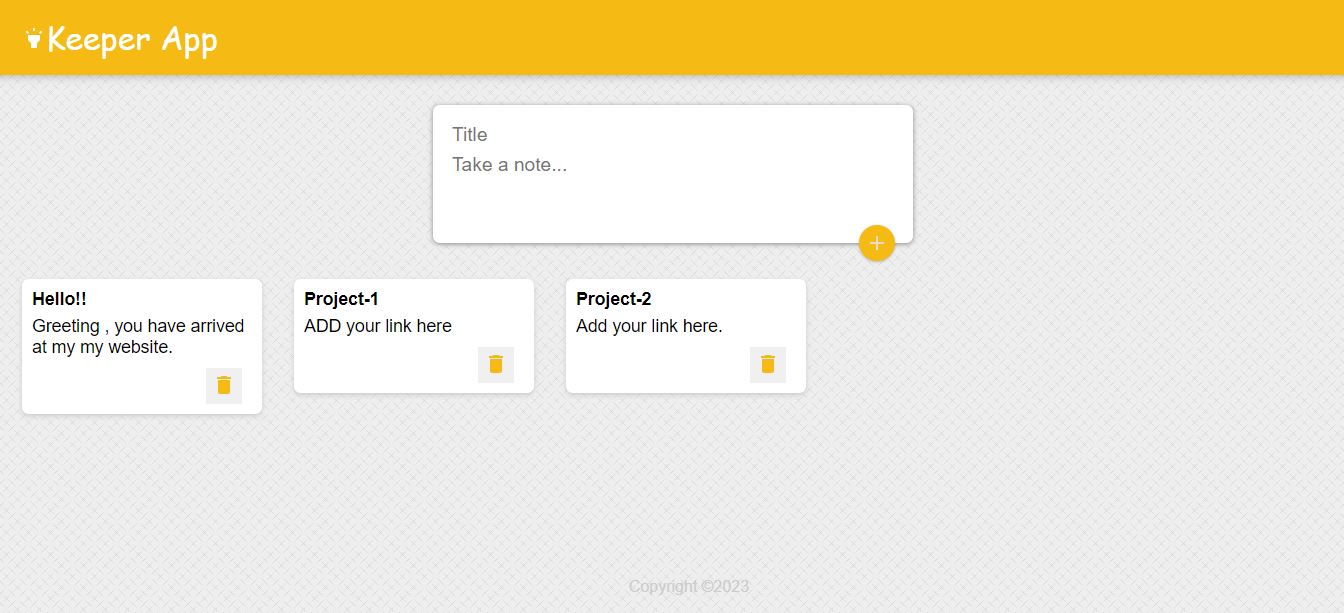 Keeper App
Title
Take a note...
Hello!!
Greeting , you have arrived
at my my website.
Project-1
ADD your link here
Project-2
Add your link here.
Copyright ©2023